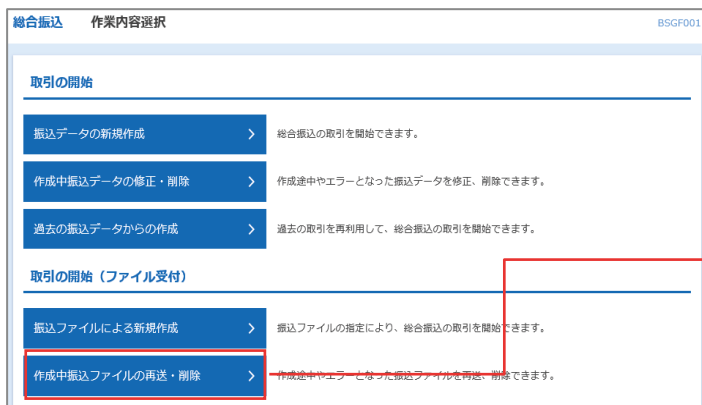 総合振込 作業内容選択 BSGF001
取引の開始
振込データの新規作成 総合振込の取引を開始できます。
作成中振込データの修正・削除 作成途中やエラーとなった振込データを修正、削除できます。
過去の振込データからの作成 過去の取引を再利用して、総合振込の取引を開始できます。
取引の開始（ファイル受付）
振込ファイルによる新規作成 振込ファイルの指定により、総合振込の取引を開始できます。
作成中振込ファイルの再送・削除 作成途中やエラーとなった振込ファイルを再送、削除できます。